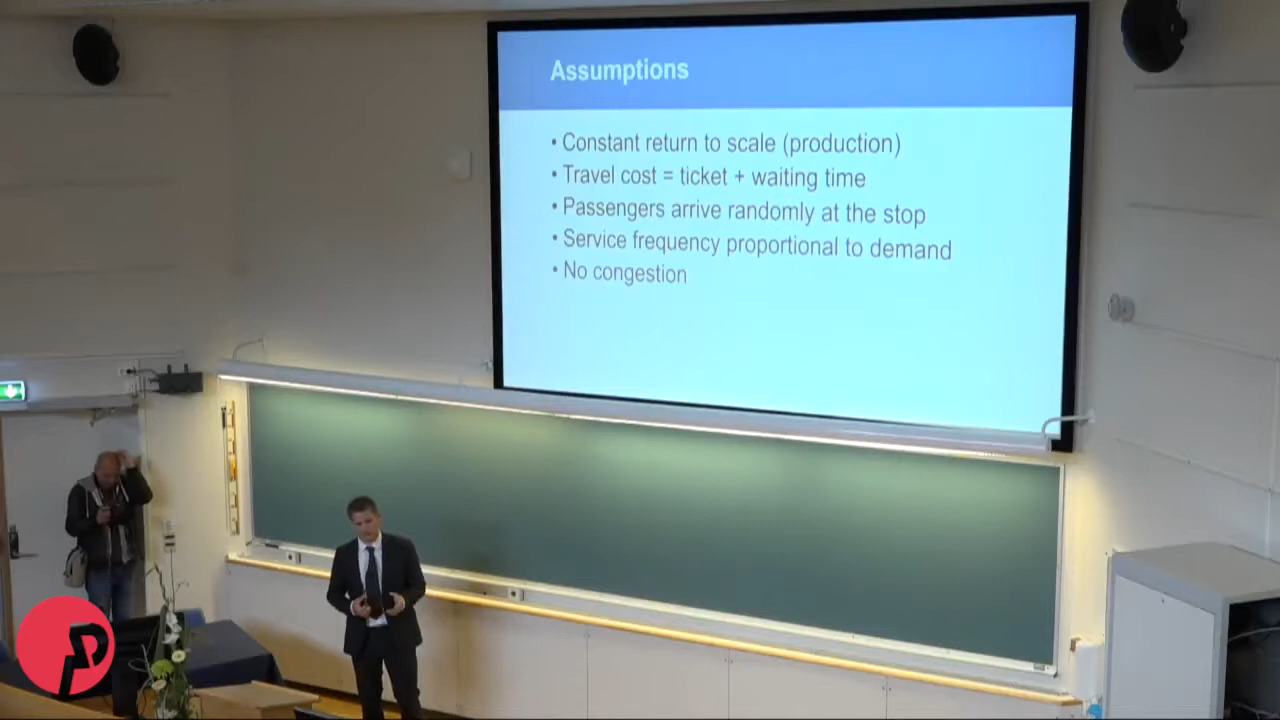 Assumptions
• Constant return to scale (production)
• Travel cost = ticket + waiting time
• Passengers arrive randomly at the stop
• Service frequency proportional to demand
• No congestion